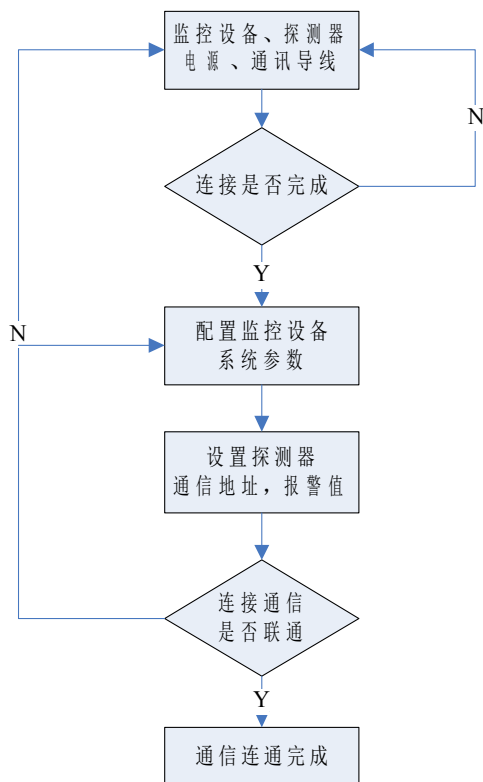 监控设备、探测器
电源、通讯导线
N
连接是否完成
Y
N
配置监控设备
系统参数
设置探测器
通信地址，报警值
连接通信
是否联通
Y
通信连通完成